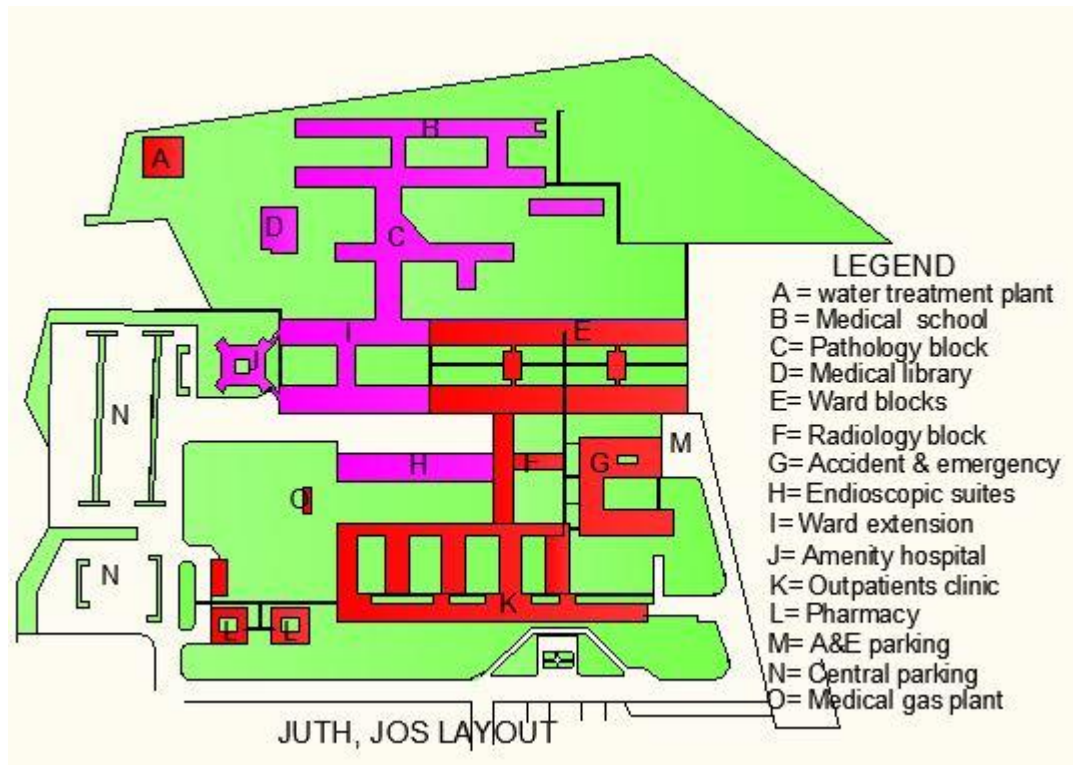 B
A
D
C
LEGEND
A = water treatment plant
B = Medical school
C= Pathology block
D= Medical library
E= Ward blocks
F= Radiology block
G= Accident & emergency
H= Endioscopic suites
I= Ward extension
J= Amenity hospital
K= Outpatients clinic
L= Pharmacy
M= A&E parking
N= Central parking
O= Medical gas plant
I
E
J
N
M
H
F
G
O
N
K
L
L
JUTH, JOS LAYOUT